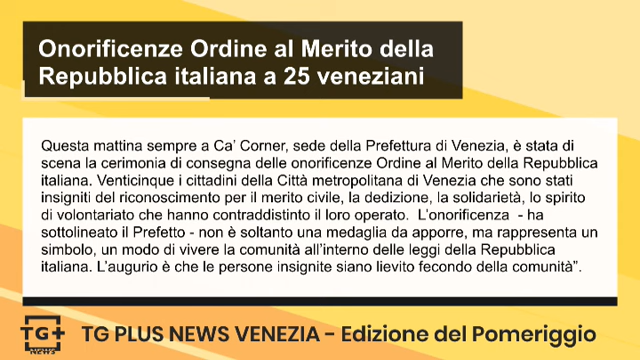 Onorificenze Ordine al Merito della
Repubblica italiana a 25 veneziani
Questa mattina sempre a Ca' Corner, sede della Prefettura di Venezia, è stata di
scena la cerimonia di consegna delle onorificenze Ordine al Merito della Repubblica
italiana. Venticinque i cittadini della Città metropolitana di Venezia che sono stati
insigniti del riconoscimento per il merito civile, la dedizione, la solidarietà, lo spirito
di volontariato che hanno contraddistinto il loro operato.  L'onorificenza  - ha
sottolineato il Prefetto - non è soltanto una medaglia da apporre, ma rappresenta un
simbolo, un modo di vivere la comunità all'interno delle leggi della Repubblica
italiana. L'augurio è che le persone insignite siano lievito fecondo della comunità”.
TG+ NEWS
TG PLUS NEWS VENEZIA - Edizione del Pomeriggio